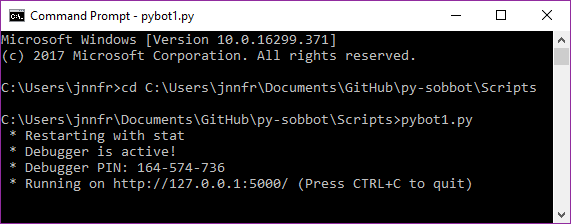 Command Prompt - pybot1.py
Microsoft Windows [Version 10.0.16299.371]
(c) 2017 Microsoft Corporation. All rights reserved.
C:\Users\jnnfr>cd C:\Users\jnnfr\Documents\GitHub\py-sobbot\Scripts
C:\Users\jnnfr\Documents\GitHub\py-sobbot\Scripts>pybot1.py
* Restarting with stat
* Debugger is active!
* Debugger PIN: 164-574-736
* Running on http://127.0.0.1:5000/ (Press CTRL+C to quit)